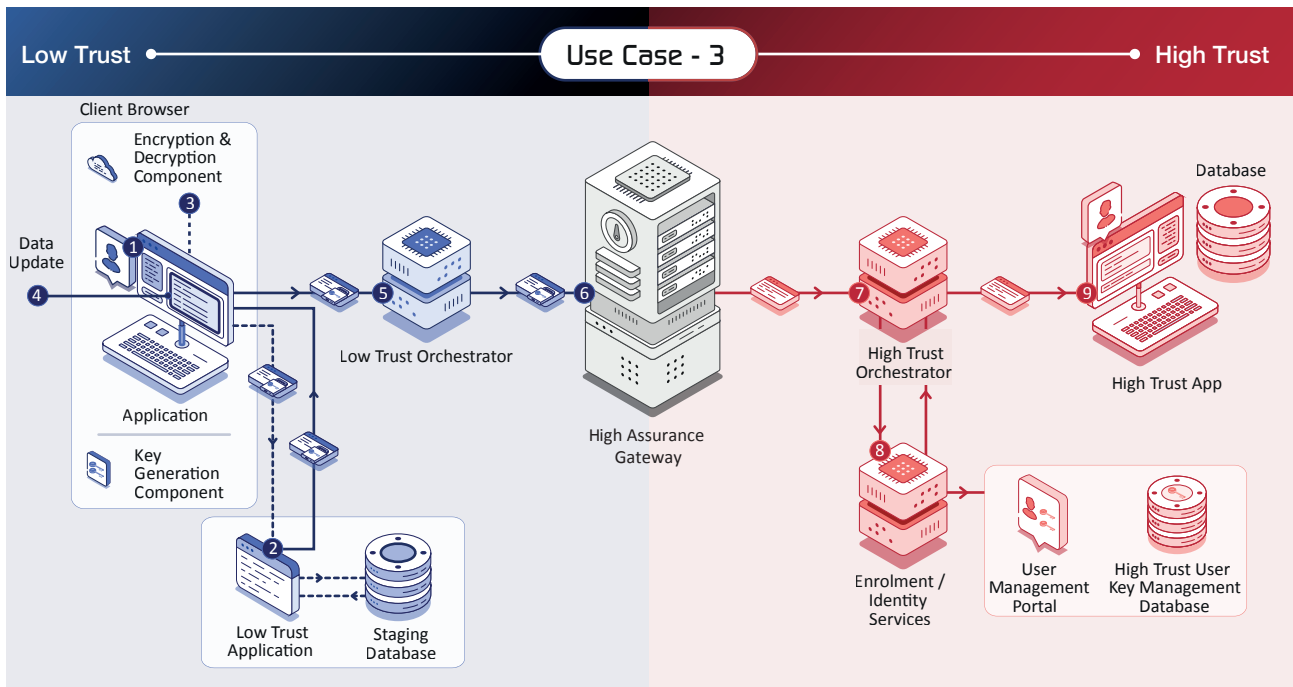 Low Trust
Use Case - 3
High Trust
Client Browser
Encryption &
Decryption
Component
3
Data
Update
1
4
5
6
7
9
Database
Low Trust Orchestrator
High Trust
Orchestrator
High Trust App
Application
High Assurance
Gateway
Key
Generation
Component
8
2
Low Trust
Application
Staging
Database
Enrolment /
Identity
Services
User
Management
Portal
High Trust User
Key Management
Database